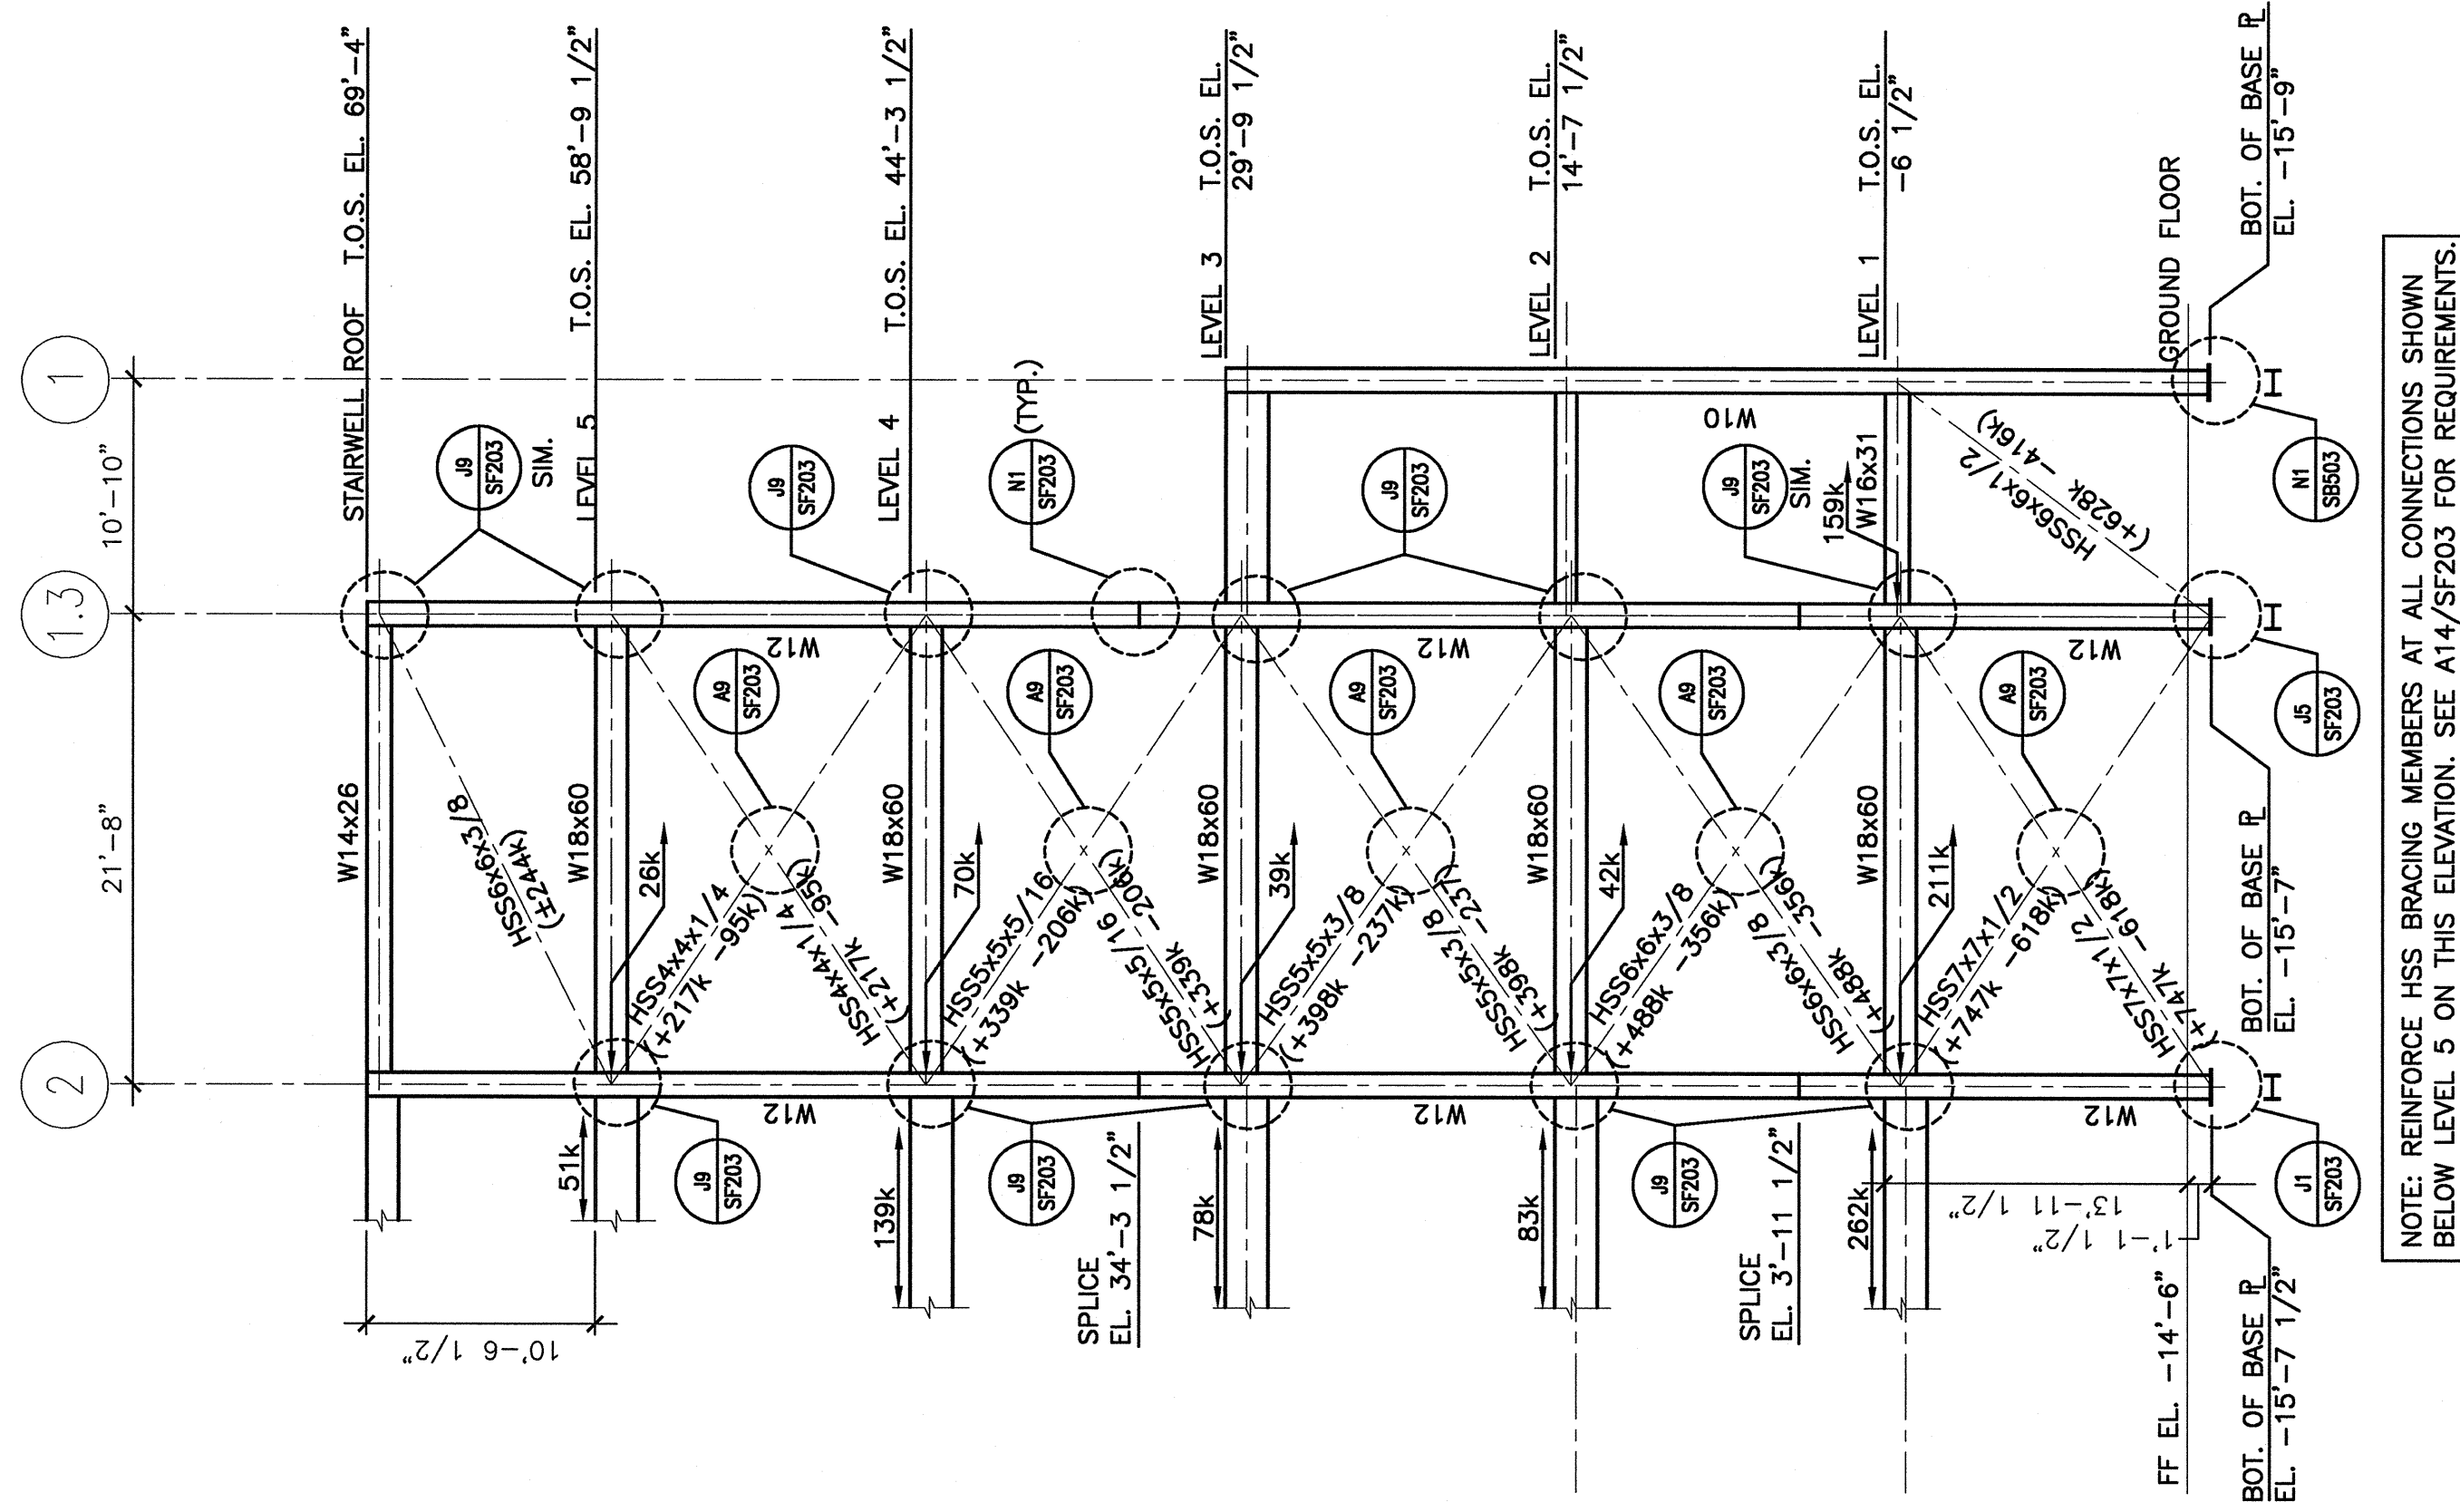 2
1.3
1
21'-8"
10'-10"
STAIRWELL ROOF T.O.S. EL. 69'-4"
W14x26
HSS6x6x3/8
(±244k)
J9
SF203
SIM.
10'-6 1/2"
LEVEL 5
T.O.S. EL. 58'-9 1/2"
51k
W18x60
26k
J9
SF203
W12
W12
HSS4x4x1/4
(+217k -95k)
HSS4x4x1/4
(+217k -95k)
A9
SF203
J9
SF203
LEVEL 4
T.O.S. EL. 44'-3 1/2"
139k
W18x60
70k
J9
SF203
HSS5x5x5/16
(+339k -206k)
HSS5x5x5/16
(+339k -206k)
A9
SF203
N1
SF203
(TYP.)
SPLICE
EL. 34'-3 1/2"
LEVEL 3
T.O.S. EL.
29'-9 1/2"
78k
W18x60
39k
W12
W12
HSS5x5x3/8
(+398k -237k)
HSS5x5x3/8
(+398k -237
A9
SF203
J9
SF203
LEVEL 2
T.O.S. EL.
14'-7 1/2"
83k
W18x60
42k
J9
SF203
HSS6x6x3/8
(+488k -356k)
HSS6x6x3/8
(+488k -356k)
A9
SF203
W10
J9
SF203
SIM.
SPLICE
EL. 3'-11 1/2"
159k
W16x31
LEVEL 1
T.O.S. EL.
-6 1/2"
262k
W18x60
211k
HSS7x7x1/2
(+747k -618k)
HSS7x7x1/2
(+747k -618k)
A9
SF203
HSS6x6x1/2
(+628k -416k)
W12
W12
13'-11 1/2"
1'-1 1/2"
FF EL. -14'-6"
GROUND FLOOR
BOT. OF BASE PL
EL. -15'-7 1/2"
J1
SF203
BOT. OF BASE PL
EL. -15'-7"
J5
SF203
N1
SB503
BOT. OF BASE PL
EL. -15'-9"
NOTE: REINFORCE HSS BRACING MEMBERS AT ALL CONNECTIONS SHOWN
BELOW LEVEL 5 ON THIS ELEVATION. SEE A14/SF203 FOR REQUIREMENTS.